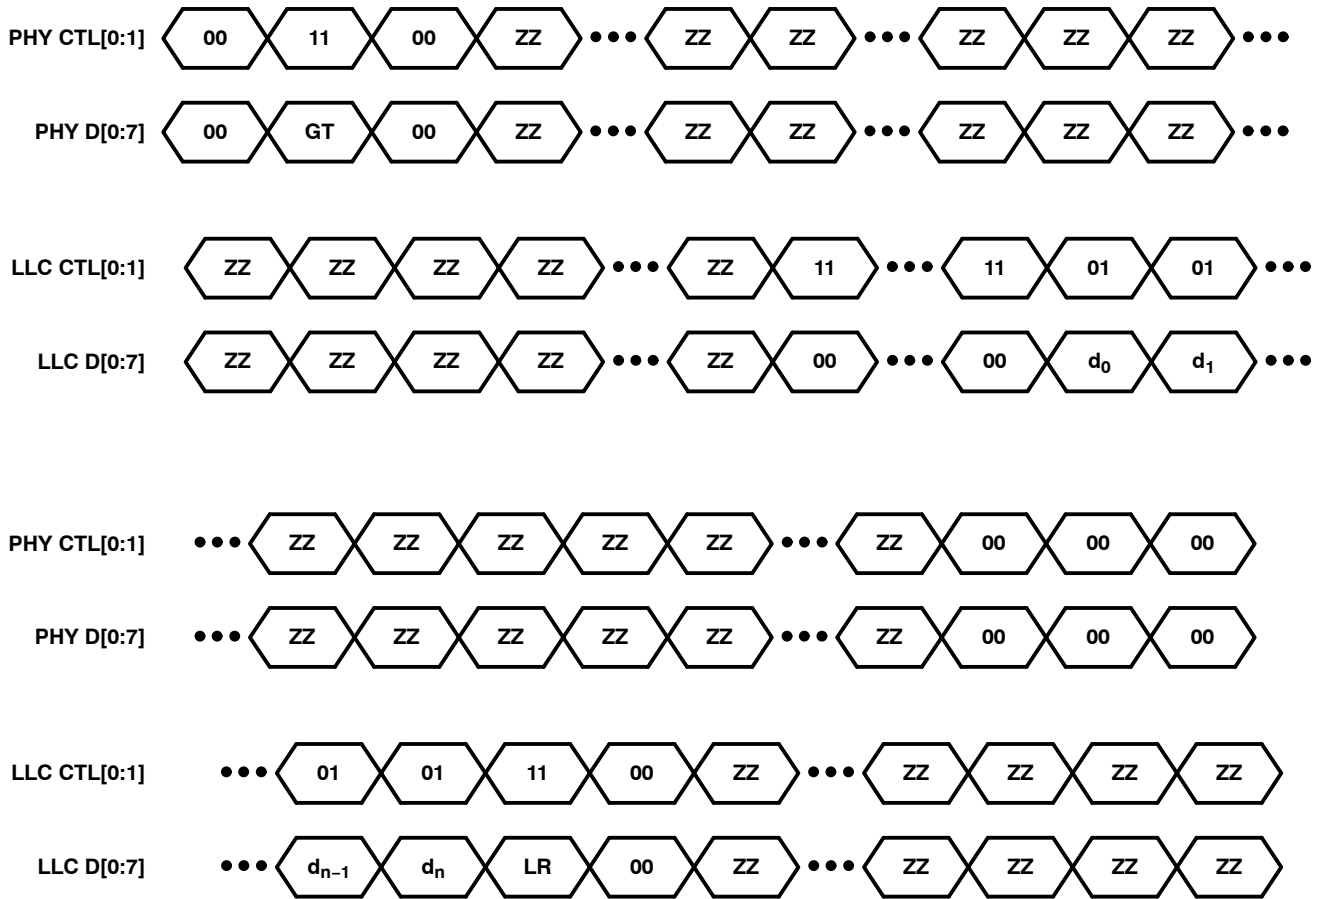 PHY CTL[0:1] 00 11 00 ZZ ••• ZZ ZZ ••• ZZ ZZ ZZ •••
PHY D[0:7] 00 GT 00 ZZ ••• ZZ ZZ ••• ZZ ZZ ZZ •••
LLC CTL[0:1] ZZ ZZ ZZ ZZ ••• ZZ 11 ••• 11 01 01 •••
LLC D[0:7] ZZ ZZ ZZ ZZ ••• ZZ 00 ••• 00 d0 d1 •••
PHY CTL[0:1] ••• ZZ ZZ ZZ ZZ ZZ ••• ZZ 00 00 00
PHY D[0:7] ••• ZZ ZZ ZZ ZZ ZZ ••• ZZ 00 00 00
LLC CTL[0:1] ••• 01 01 11 00 ZZ ••• ZZ ZZ ZZ ZZ
LLC D[0:7] ••• dn−1 dn LR 00 ZZ ••• ZZ ZZ ZZ ZZ